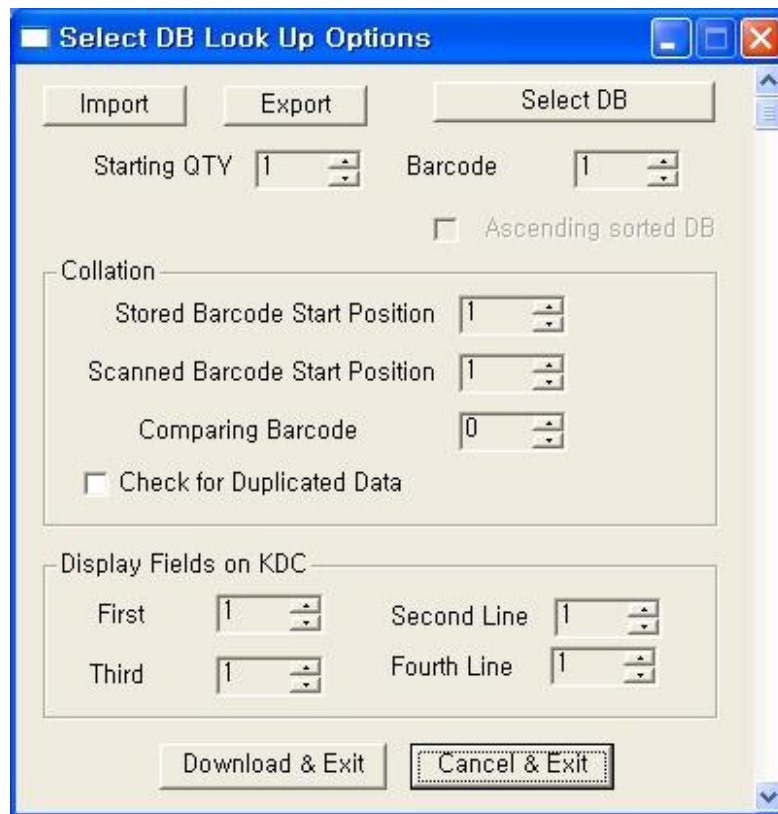 Select DB Look Up Options
Import Export Select DB
Starting QTY 1 Barcode 1
Ascending sorted DB
Collation
Stored Barcode Start Position 1
Scanned Barcode Start Position 1
Comparing Barcode 0
Check for Duplicated Data
Display Fields on KDC
First 1 Second Line 1
Third 1 Fourth Line 1
Download & Exit Cancel & Exit